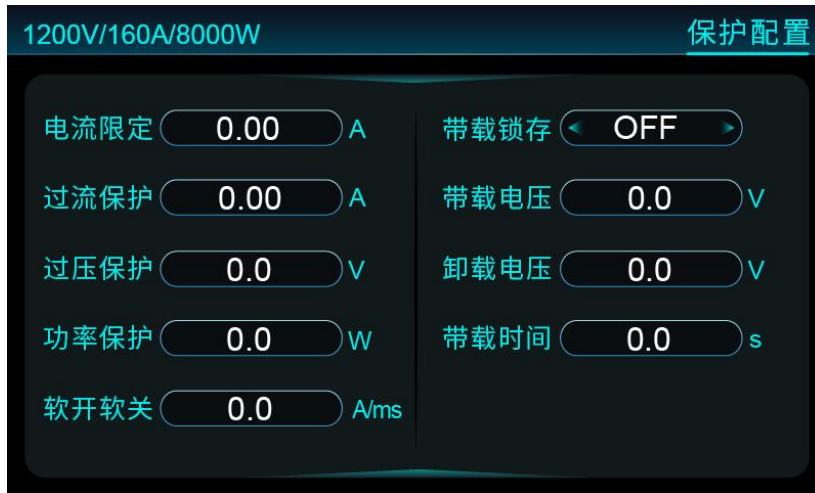 1200V/160A/8000W 保护配置
电流限定 0.00 A
过流保护 0.00 A
过压保护 0.0 V
功率保护 0.0 W
软开软关 0.0 A/ms
带载锁存 OFF
带载电压 0.0 V
卸载电压 0.0 V
带载时间 0.0 s